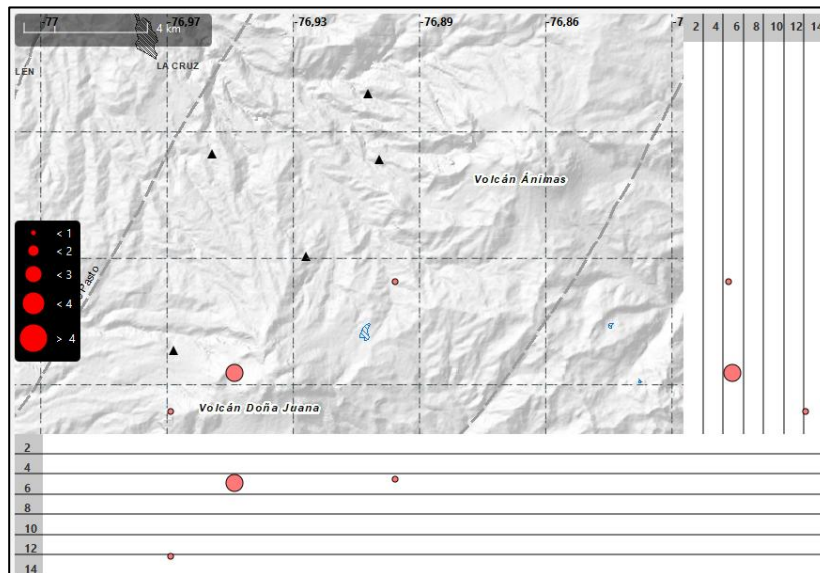 -77 -76,97 -76,93 -76,89 -76,86 -7
2 4 6 8 10 12 14
4 km
LEN
LA CRUZ
Volcán Ánimas
< 1
< 2
< 3
< 4
> 4
Pasto
Volcán Doña Juana
2
4
6
8
10
12
14